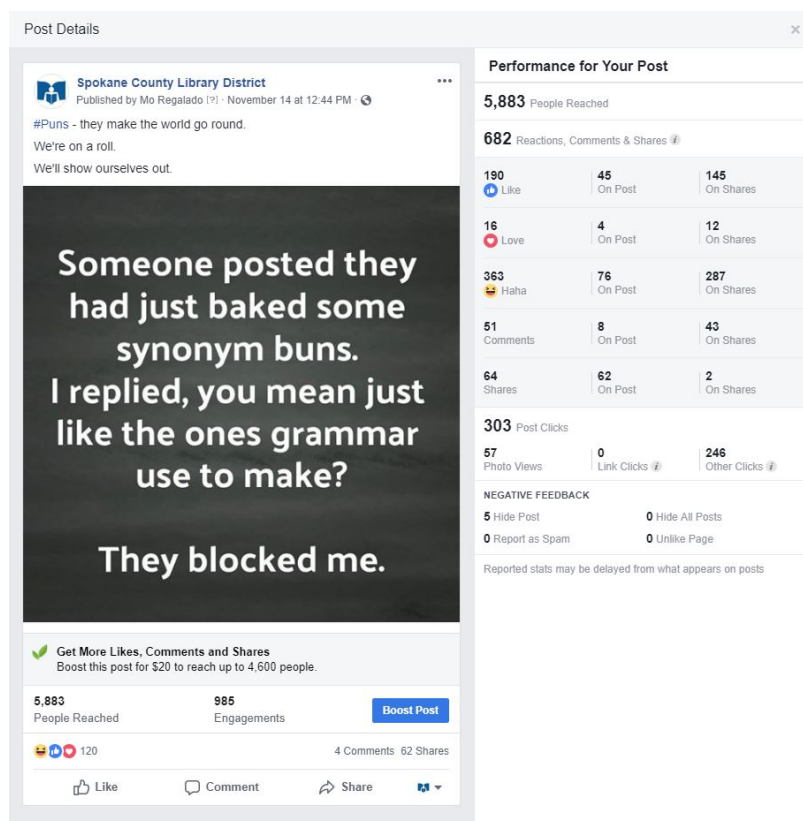 Post Details
×
Spokane County Library District
Published by Mo Regalado [?] · November 14 at 12:44 PM ·
#Puns - they make the world go round.
We're on a roll.
We'll show ourselves out.
Someone posted they
had just baked some
synonym buns.
I replied, you mean just
like the ones grammar
use to make?
They blocked me.
Get More Likes, Comments and Shares
Boost this post for $20 to reach up to 4,600 people.
5,883 985
People Reached Engagements
Boost Post
120 4 Comments 62 Shares
Like Comment Share
Performance for Your Post
5,883 People Reached
682 Reactions, Comments & Shares i
190 45 145
Like On Post On Shares
16 4 12
Love On Post On Shares
363 76 287
Haha On Post On Shares
51 8 43
Comments On Post On Shares
64 62 2
Shares On Post On Shares
303 Post Clicks
57 0 246
Photo Views Link Clicks i Other Clicks i
NEGATIVE FEEDBACK
5 Hide Post 0 Hide All Posts
0 Report as Spam 0 Unlike Page
Reported stats may be delayed from what appears on posts